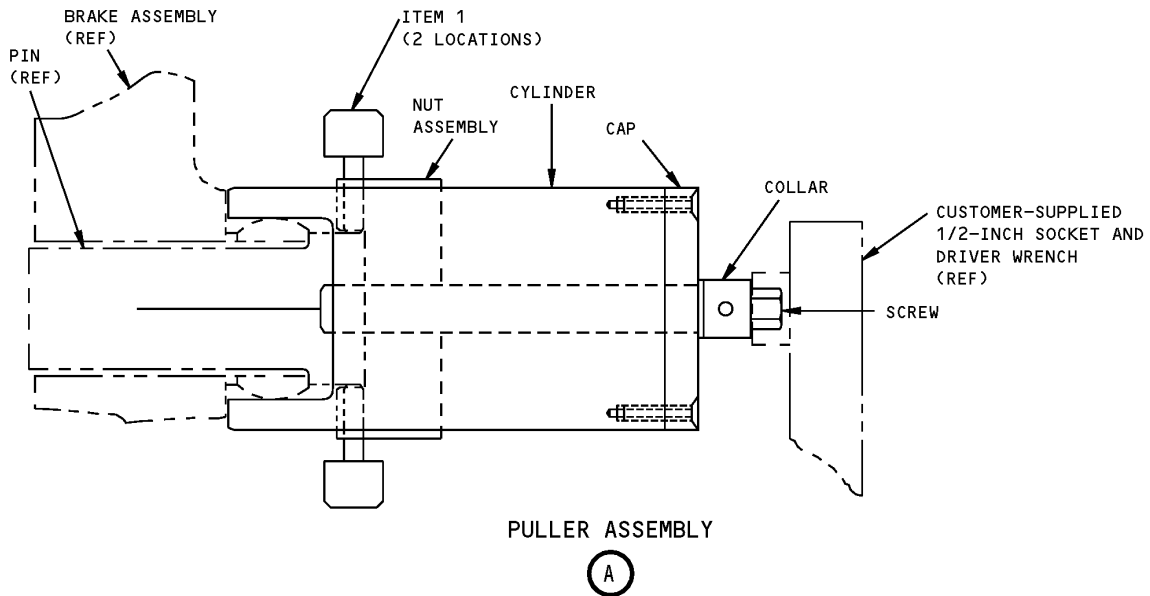 BRAKE ASSEMBLY
(REF)
PIN
(REF)
ITEM 1
(2 LOCATIONS)
NUT
ASSEMBLY
CYLINDER
CAP
COLLAR
CUSTOMER-SUPPLIED
1/2-INCH SOCKET AND
DRIVER WRENCH
(REF)
SCREW
PULLER ASSEMBLY
A